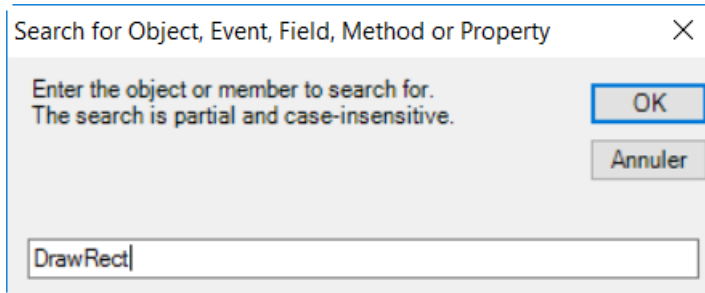 Search for Object, Event, Field, Method or Property
Enter the object or member to search for.
The search is partial and case-insensitive.
OK
Annuler
DrawRect